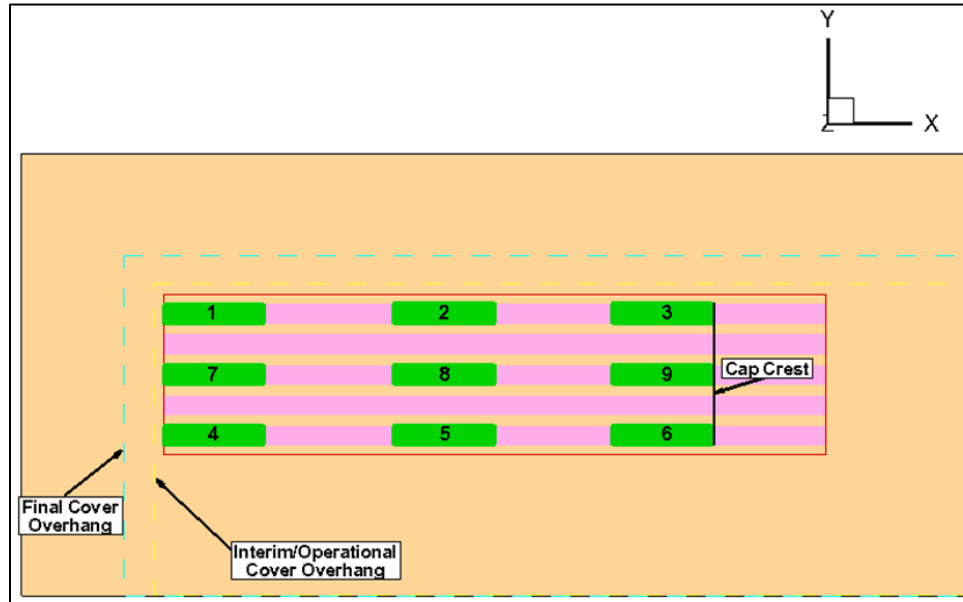 Y
Z
X
1
2
3
7
8
9
Cap Crest
4
5
6
Final Cover
Overhang
Interim/Operational
Cover Overhang